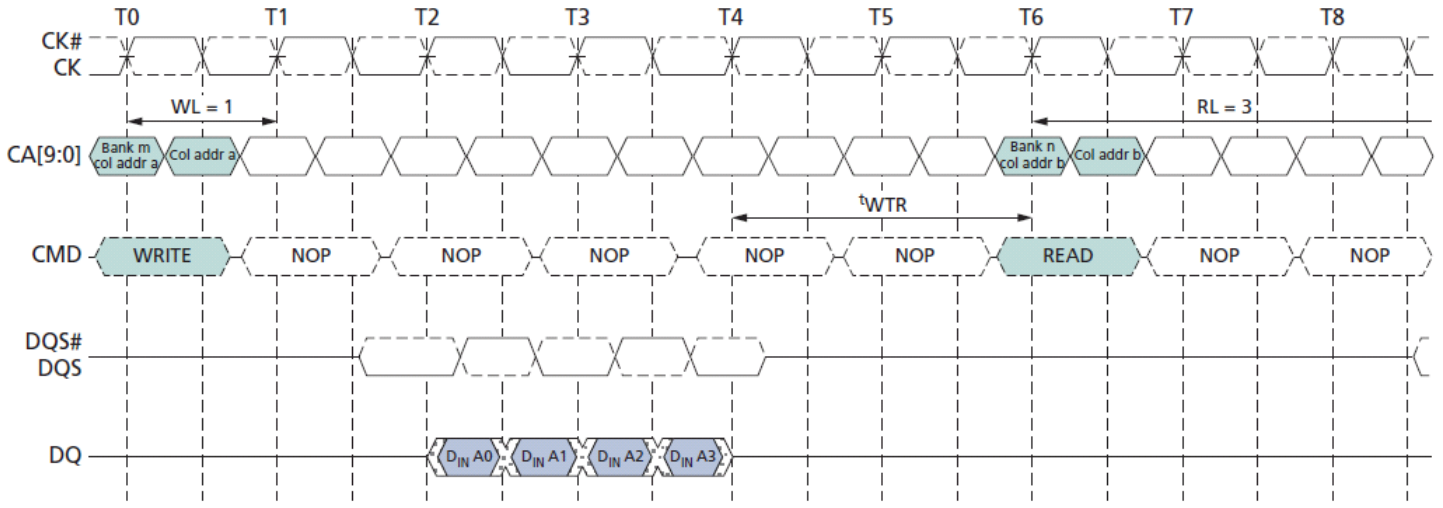 T0 T1 T2 T3 T4 T5 T6 T7 T8
CK#
CK
WL = 1 RL = 3
CA[9:0] Bank m col addr a Col addr a Bank n col addr b Col addr b
tWTR
CMD WRITE NOP NOP NOP NOP NOP READ NOP NOP
DQS#
DQS
DQ DIN A0 DIN A1 DIN A2 DIN A3